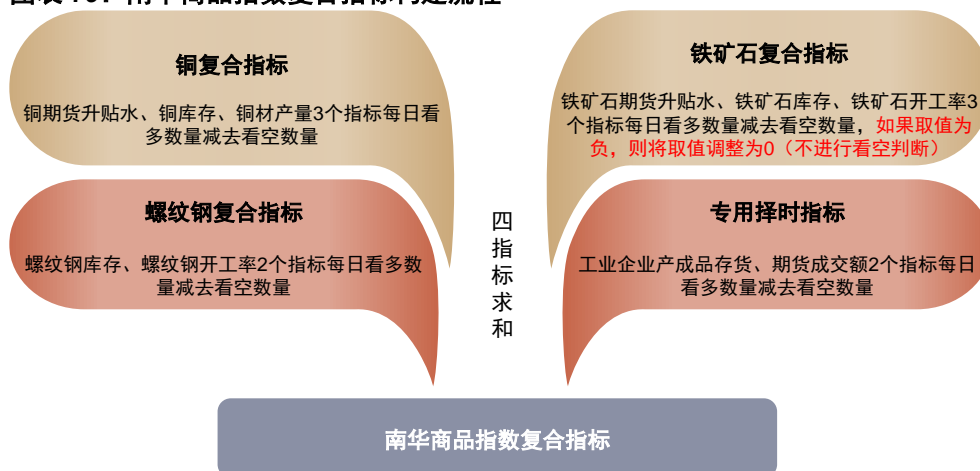 铜复合指标
铜期货升贴水、铜库存、铜材产量3个指标每日看
多数量减去看空数量
铁矿石复合指标
铁矿石期货升贴水、铁矿石库存、铁矿石开工率3
个指标每日看多数量减去看空数量，如果取值为
负，则将取值调整为0（不进行看空判断）
螺纹钢复合指标
螺纹钢库存、螺纹钢开工率2个指标每日看多数
量减去看空数量
四
指
标
求
和
专用择时指标
工业企业产成品存货、期货成交额2个指标每日
看多数量减去看空数量
南华商品指数复合指标